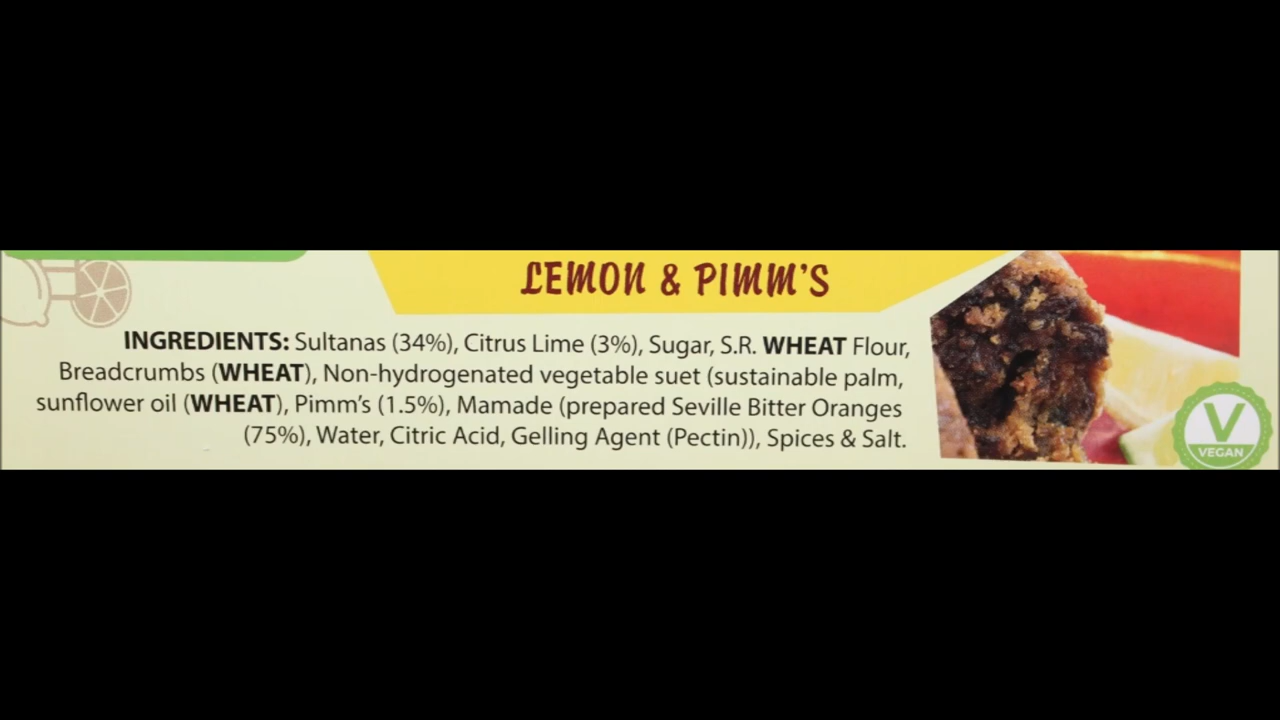 LEMON & PIMM'S
INGREDIENTS: Sultanas (34%), Citrus Lime (3%), Sugar, S.R. WHEAT Flour,
Breadcrumbs (WHEAT), Non-hydrogenated vegetable suet (sustainable palm,
sunflower oil (WHEAT), Pimm's (1.5%), Mamade (prepared Seville Bitter Oranges
(75%), Water, Citric Acid, Gelling Agent (Pectin)), Spices & Salt.
V
VEGAN